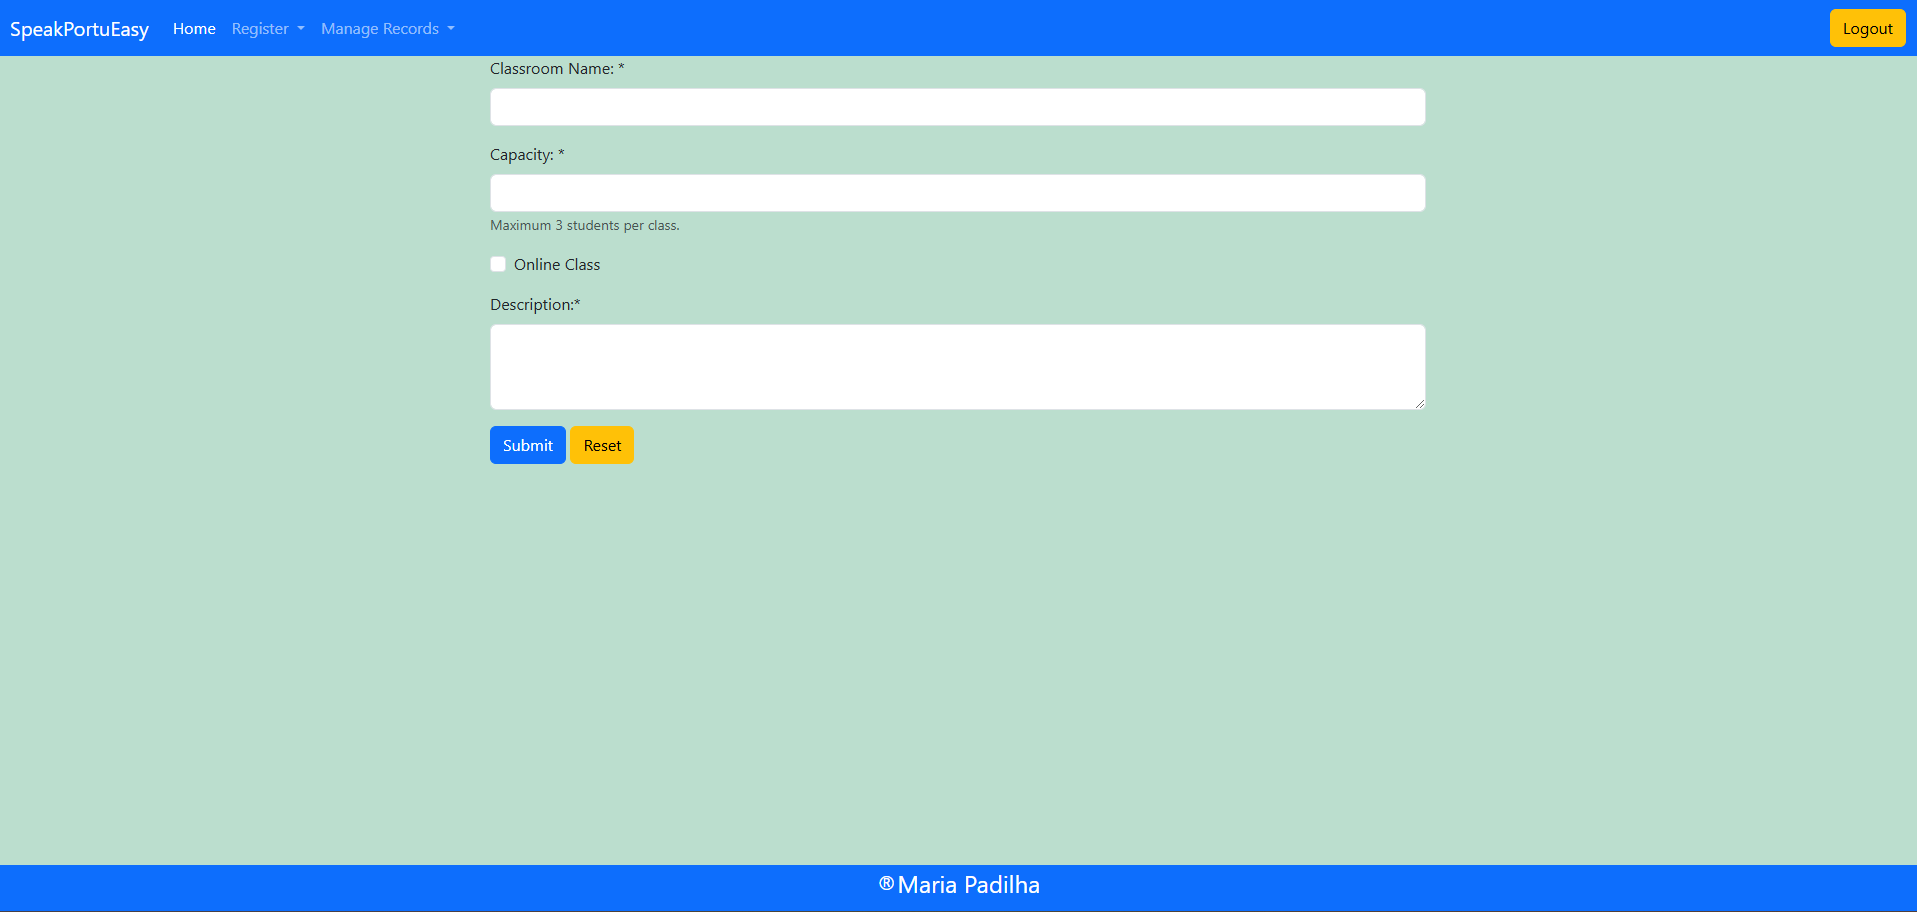 SpeakPortuEasy Home Register Manage Records Logout
Classroom Name: *
Capacity: *
Maximum 3 students per class.
Online Class
Description:*
Submit Reset
®Maria Padilha